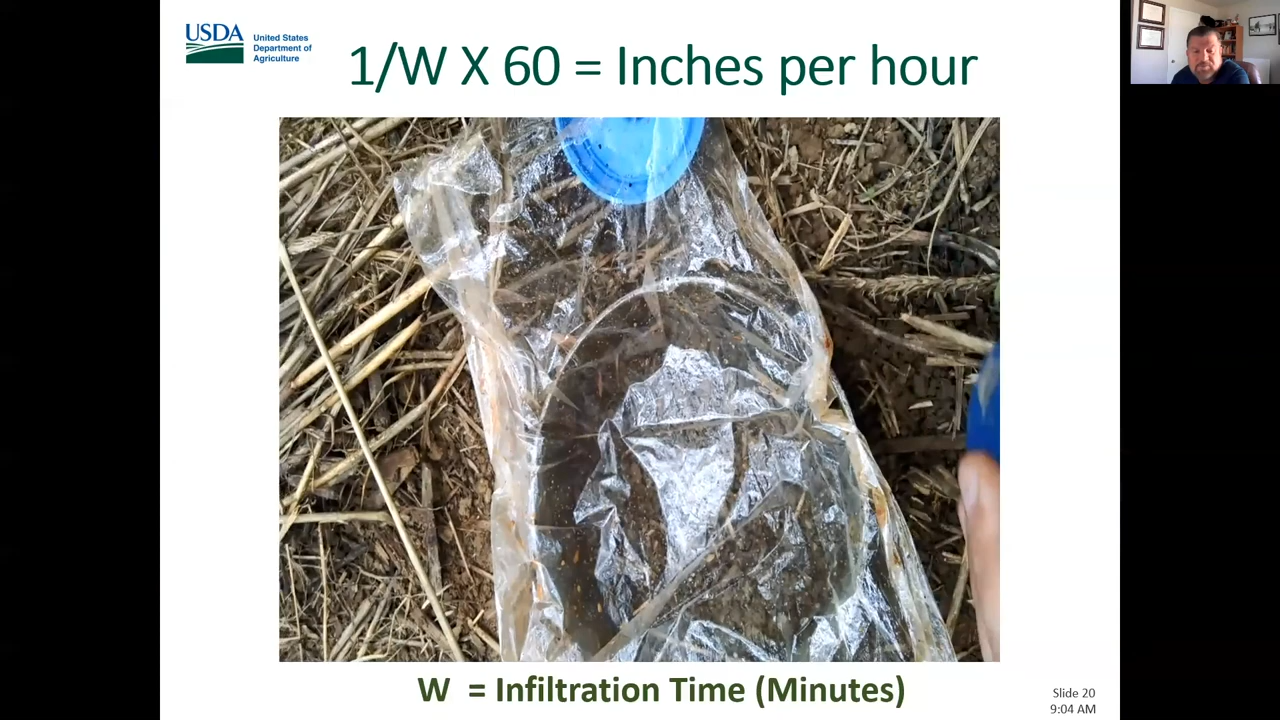 USDA
United States
Department of
Agriculture
1/W X 60 = Inches per hour
W = Infiltration Time (Minutes)
Slide 20
9:04 AM